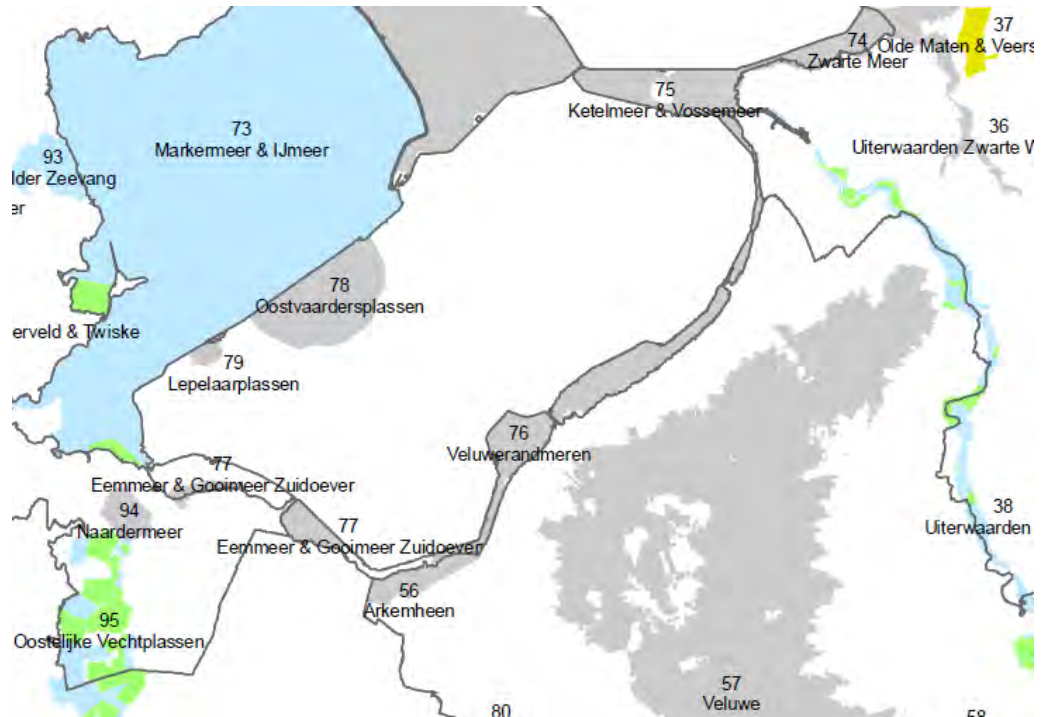 37
Olde Maten & Veers
74
Zwarte Meer
75
Ketelmeer & Vossemeer
73
Markermeer & IJmeer
36
Uiterwaarden Zwarte W
93
lder Zeevang
er
78
Oostvaardersplassen
erveld & Twiske
79
Lepelaarplassen
76
Veluwerandmeren
77
Eemmeer & Gooimeer Zuidoever
94
Naardermeer
77
Eemmeer & Gooimeer Zuidoever
38
Uiterwaarden
56
Arkemheen
95
Oostelijke Vechtplassen
57
Veluwe
80
58